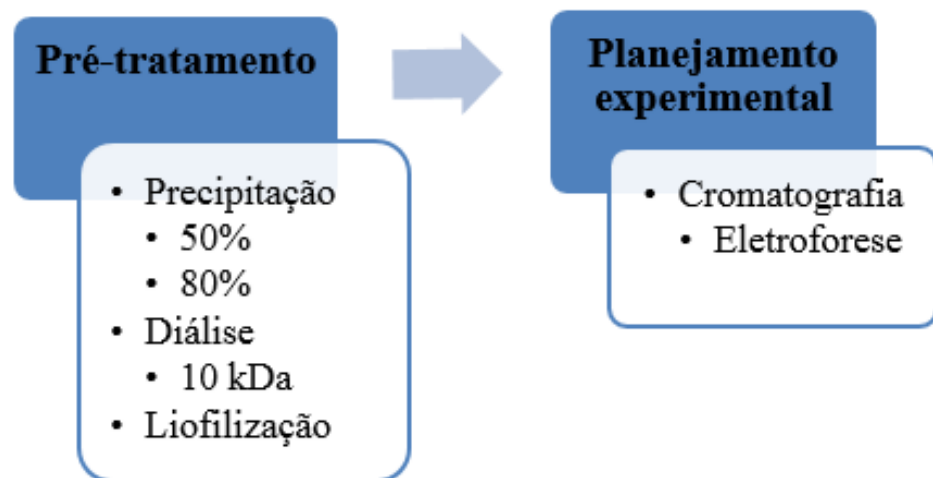 Pré-tratamento
• Precipitação
• 50%
• 80%
• Diálise
• 10 kDa
• Liofilização
Planejamento
experimental
• Cromatografia
• Eletroforese